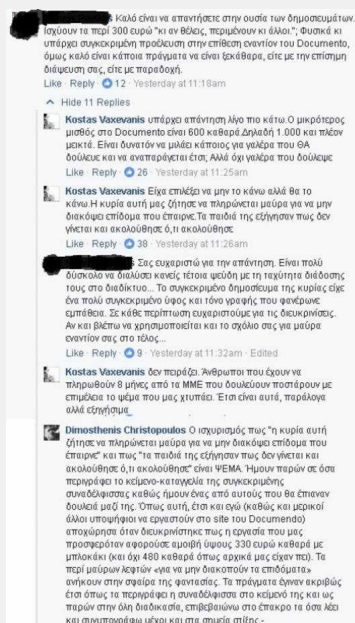 Καλό είναι να απαντήσετε στην ουσία των δημοσιευμάτων.
Ισχύουν τα περί 300 ευρώ "κι αν θέλεις, περιμένουν κι άλλοι."; Φυσικά κι
υπάρχει συγκεκριμένη προέλευση στην επίθεση εναντίον του Documento,
όμως καλό είναι κάποια πράγματα να είναι ξεκάθαρα, είτε με την επίσημη
διάψευση σας, είτε με παραδοχή.
Like · Reply · 12 · Yesterday at 11:18am
Hide 11 Replies
Kostas Vaxevanis υπάρχει απάντηση λίγο πιο κάτω.Ο μικρότερος
μισθός στο Documento είναι 600 καθαρά.Δηλαδή 1.000 και πλέον
μεικτά. Είναι δυνατόν να μιλάει κάποιος για γαλέρα που ΘΑ
δούλευε και να αναπαράγεται έτσι; Αλλά όχι γαλέρα που δούλεψε
Like · Reply · 26 · Yesterday at 11:25am
Kostas Vaxevanis Είχα επιλέξει να μην το κάνω αλλά θα το
κάνω.Η κυρία αυτή μας ζήτησε να πληρώνεται μαύρα για να μην
διακόψει επίδομα που έπαιρνε.Τα παιδιά της εξήγησαν πως δεν
γίνεται και ακολούθησε ό,τι ακολούθησε
Like · Reply · 38 · Yesterday at 11:26am
Σας ευχαριστώ για την απάντηση. Είναι πολύ
δύσκολο να διαλύσει κανείς τέτοια ψεύδη με τη ταχύτητα διάδοσης
τους στο διαδίκτυο... Το συγκεκριμένο δημοσίευμα της κυρίας είχε
ένα πολύ συγκεκριμένο ύφος και τόνο γραφής που φανέρωνε
εμπάθεια. Σε κάθε περίπτωση ευχαριστούμε για τις διευκρινίσεις.
Αν και βλέπω να χρησιμοποιείται και το σχόλιο σας για μαύρα
εναντίον σας στο τέλος...
Like · Reply · 9 · Yesterday at 11:32am · Edited
Kostas Vaxevanis δεν πειράζει. Άνθρωποι που έχουν να
πληρωθούν 8 μήνες από τα ΜΜΕ που δουλεύουν ποστάρουν με
επιμέλεια το ψέμα που μας χτυπάει. Έτσι είναι αυτά, παράλογα
αλλά εξηγήσιμα
Dimosthenis Christopoulos Ο ισχυρισμός πως "η κυρία αυτή
ζήτησε να πληρώνεται μαύρα για να μην διακόψει επίδομα που
έπαιρνε" και πως "τα παιδιά της εξήγησαν πως δεν γίνεται και
ακολούθησε ό,τι ακολούθησε" είναι ΨΕΜΑ. Ήμουν παρών σε όσα
περιγράφει το κείμενο-καταγγελία της συγκεκριμένης
συναδέλφισσας καθώς ήμουν ένας από αυτούς που θα έπιαναν
δουλειά μαζί της. Όπως αυτή, έτσι και εγώ (καθώς και μερικοί
άλλοι υποψήφιοι να εργαστούν στο site του Documendo)
αποχώρησα όταν διευκρινίστηκε πως η εργασία που μας
προσφερόταν αφορούσε αμοιβή ύψους 330 ευρώ καθαρά με
μπλοκάκι (και όχι 480 καθαρά όπως αρχικά μας είχαν πει). Τα
περί μαύρων λεφτών «για να μην διακοπούν τα επιδόματα»
ανήκουν στην σφαίρα της φαντασίας. Τα πράγματα έγιναν ακριβώς
έτσι όπως τα περιγράφει η συνάδελφισσα στο κείμενό της και ως
παρών στην όλη διαδικασία, επιβεβαιώνω στο έπακρο τα όσα λέει
και συνυπογράφω μέχρι και τα σημεία στίξης.-